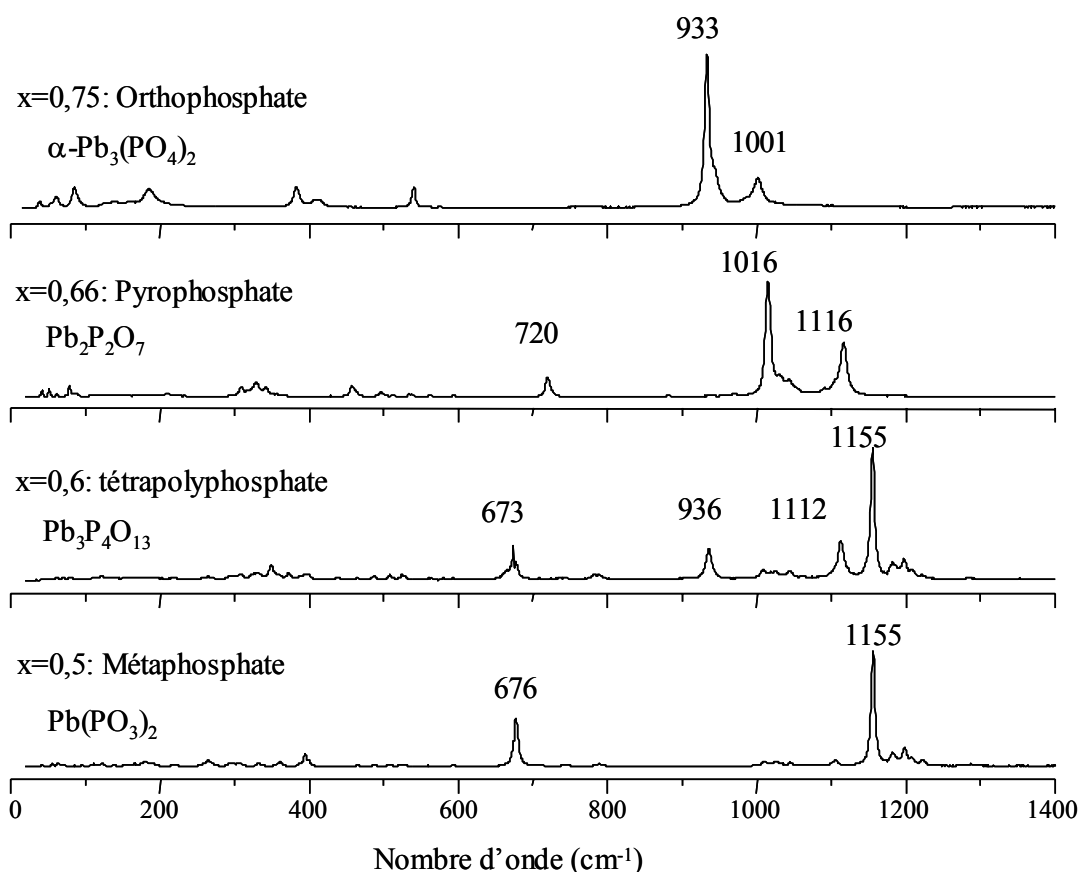 933
x=0,75: Orthophosphate
1001
α-Pb₃(PO₄)₂
1016
x=0,66: Pyrophosphate
1116
720
Pb₂P₂O₇
1155
x=0,6: tétrapolyphosphate
673
936
1112
Pb₃P₄O₁₃
1155
x=0,5: Métaphosphate
676
Pb(PO₃)₂
0 200 400 600 800 1000 1200 1400
Nombre d'onde (cm⁻¹)